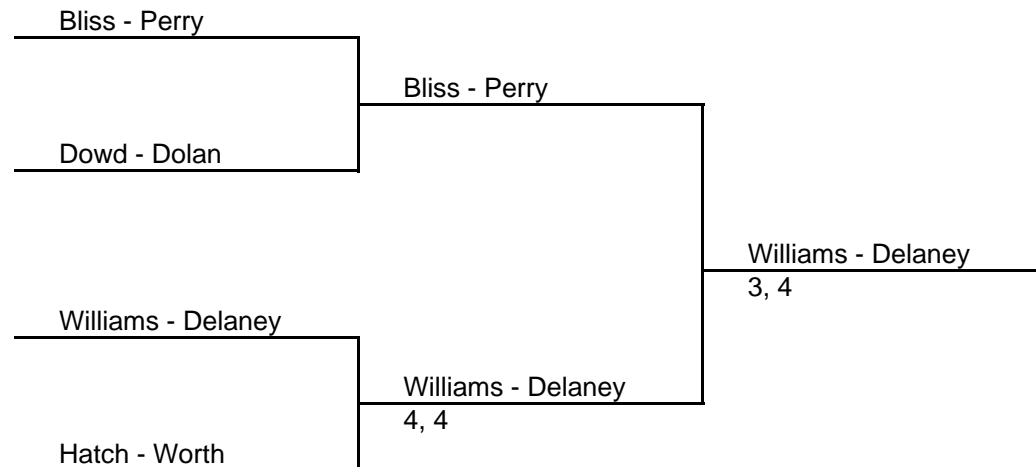 Bliss - Perry
Bliss - Perry
Dowd - Dolan
Williams - Delaney
3, 4
Williams - Delaney
Williams - Delaney
4, 4
Hatch - Worth